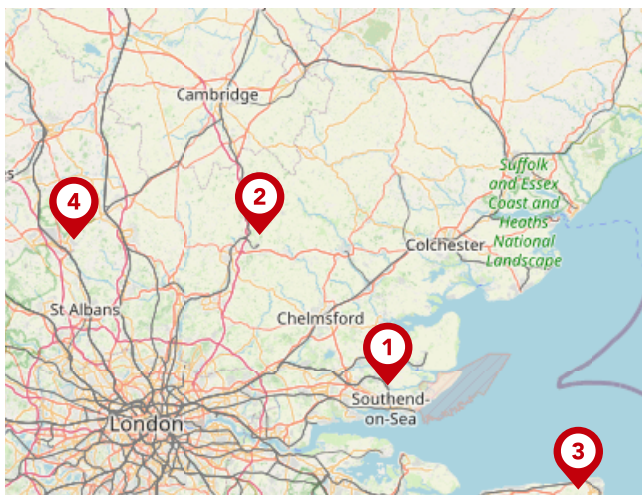 Cambridge
Suffolk
and Essex
Coast and
Heaths
National
Landscape
4
2
es
Colchester
St Albans
Chelmsford
1
Southend-
on-Sea
London
3